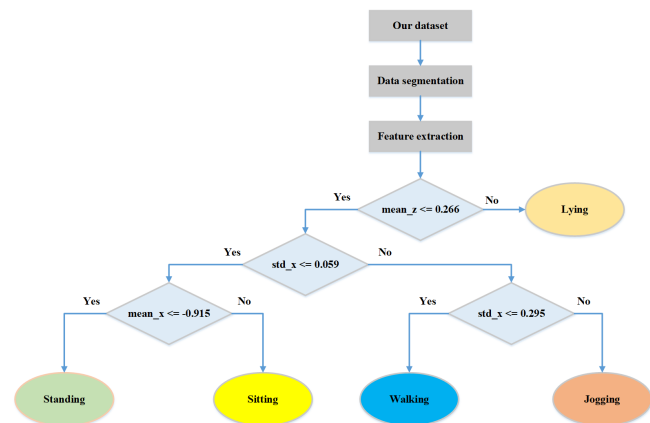 Our dataset
Data segmentation
Feature extraction
Yes
mean_z <= 0.266
No
Lying
Yes
std_x <= 0.059
No
Yes
mean_x <= -0.915
No
Yes
std_x <= 0.295
No
Standing
Sitting
Walking
Jogging